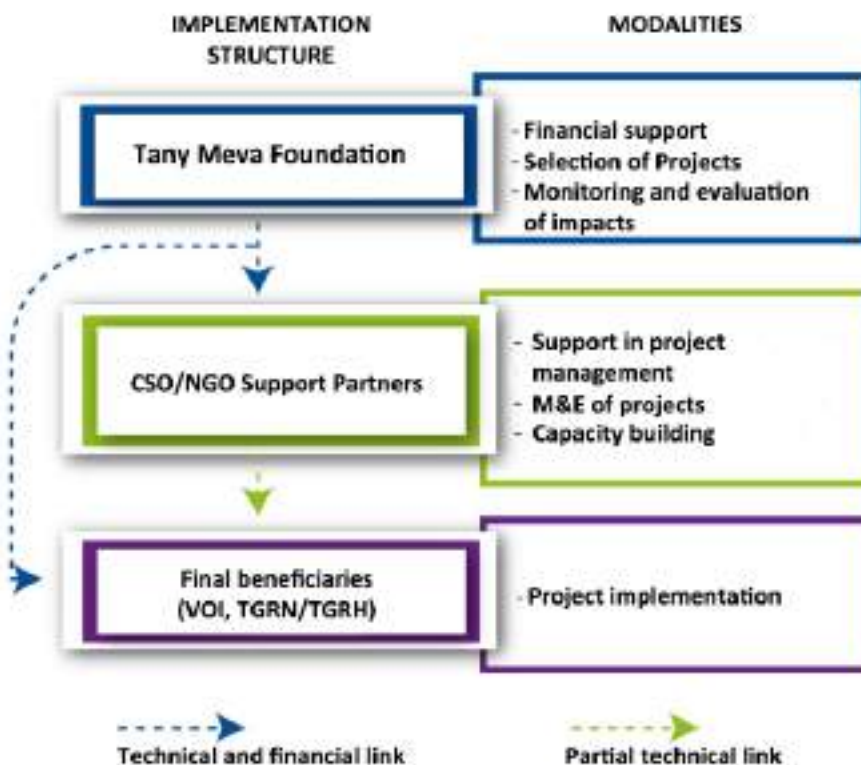 IMPLEMENTATION
STRUCTURE
MODALITIES
Tany Meva Foundation
- Financial support
- Selection of Projects
- Monitoring and evaluation
of impacts
CSO/NGO Support Partners
- Support in project
management
- M&E of projects
- Capacity building
Final beneficiaries
(VOI, TGRN/TGRH)
- Project implementation
Technical and financial link
Partial technical link